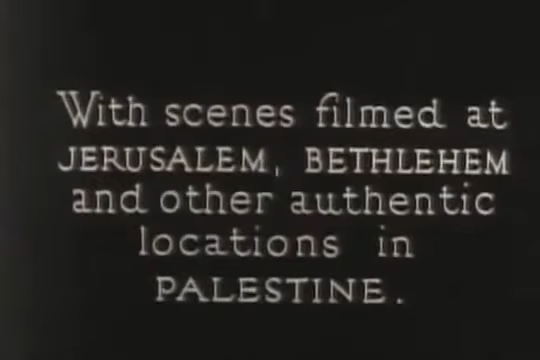 With scenes filmed at
JERUSALEM, BETHLEHEM
and other authentic
locations in
PALESTINE.